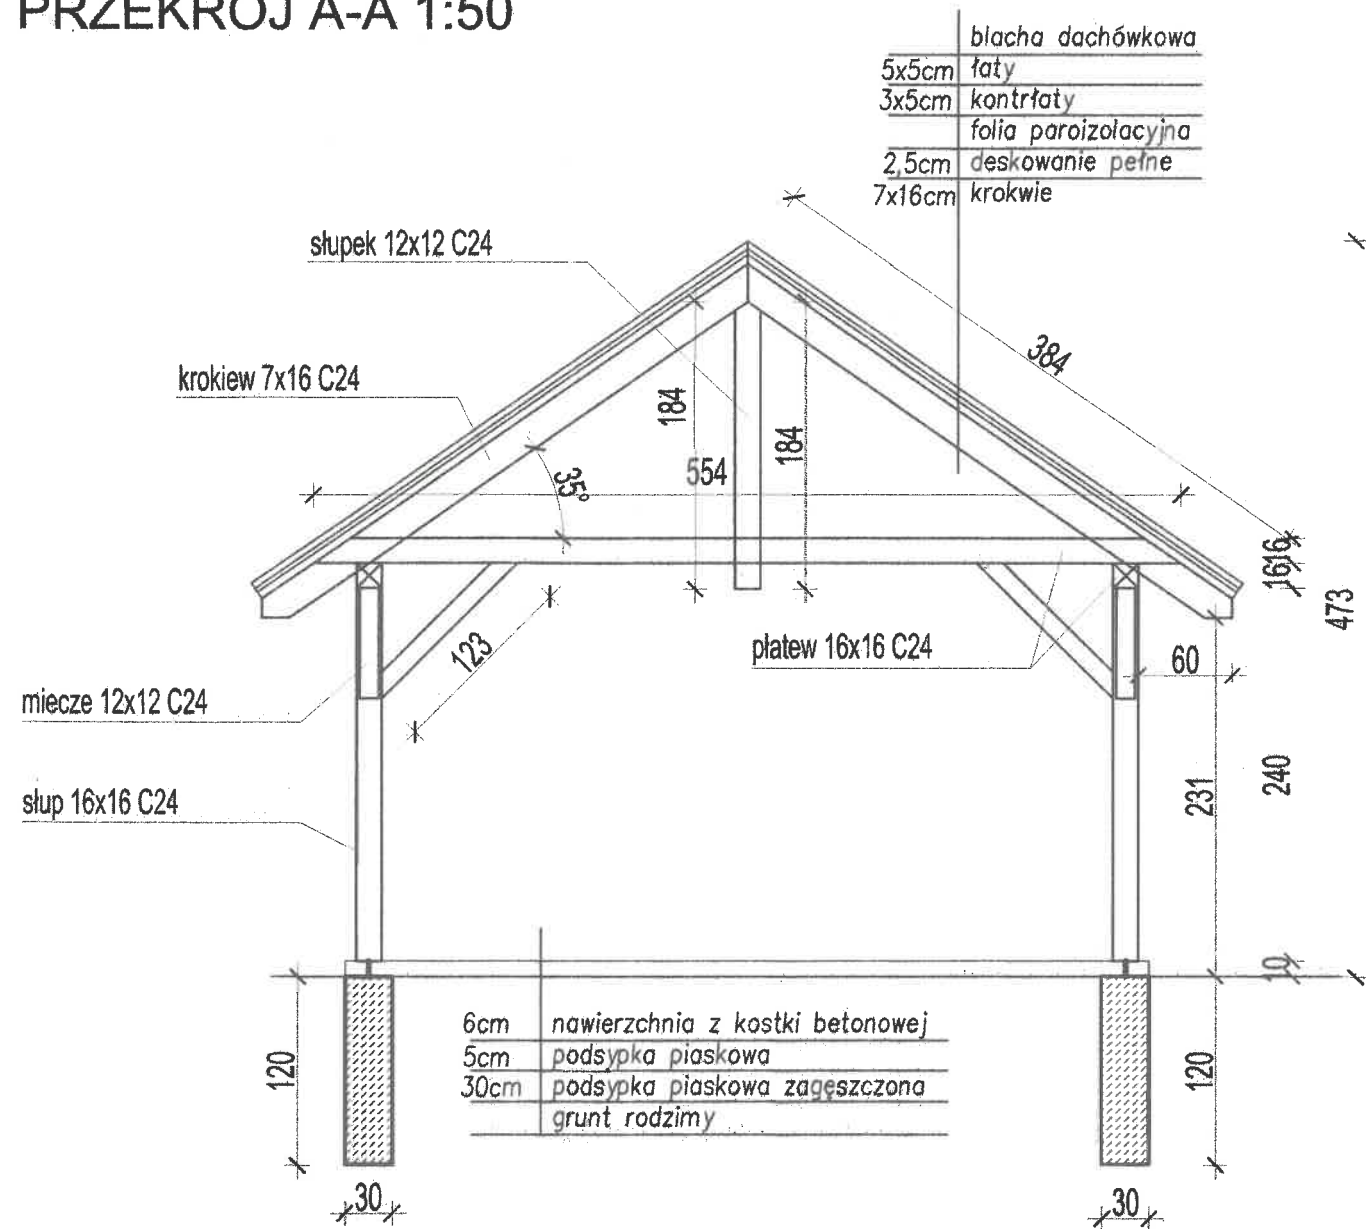 PRZEKRÓJ A-A 1:50
blacha dachówkowa
5x5cm łaty
3x5cm kontrłaty
folia paroizolacyjna
2,5cm deskowanie pełne
7x16cm krokwie
słupek 12x12 C24
384
krokiew 7x16 C24
184
184
554
35°
1616
473
123
płatew 16x16 C24
60
miecze 12x12 C24
240
231
słup 16x16 C24
10
6cm nawierzchnia z kostki betonowej
5cm podsypka piaskowa
30cm podsypka piaskowa zagęszczona
grunt rodzimy
120
120
30
30